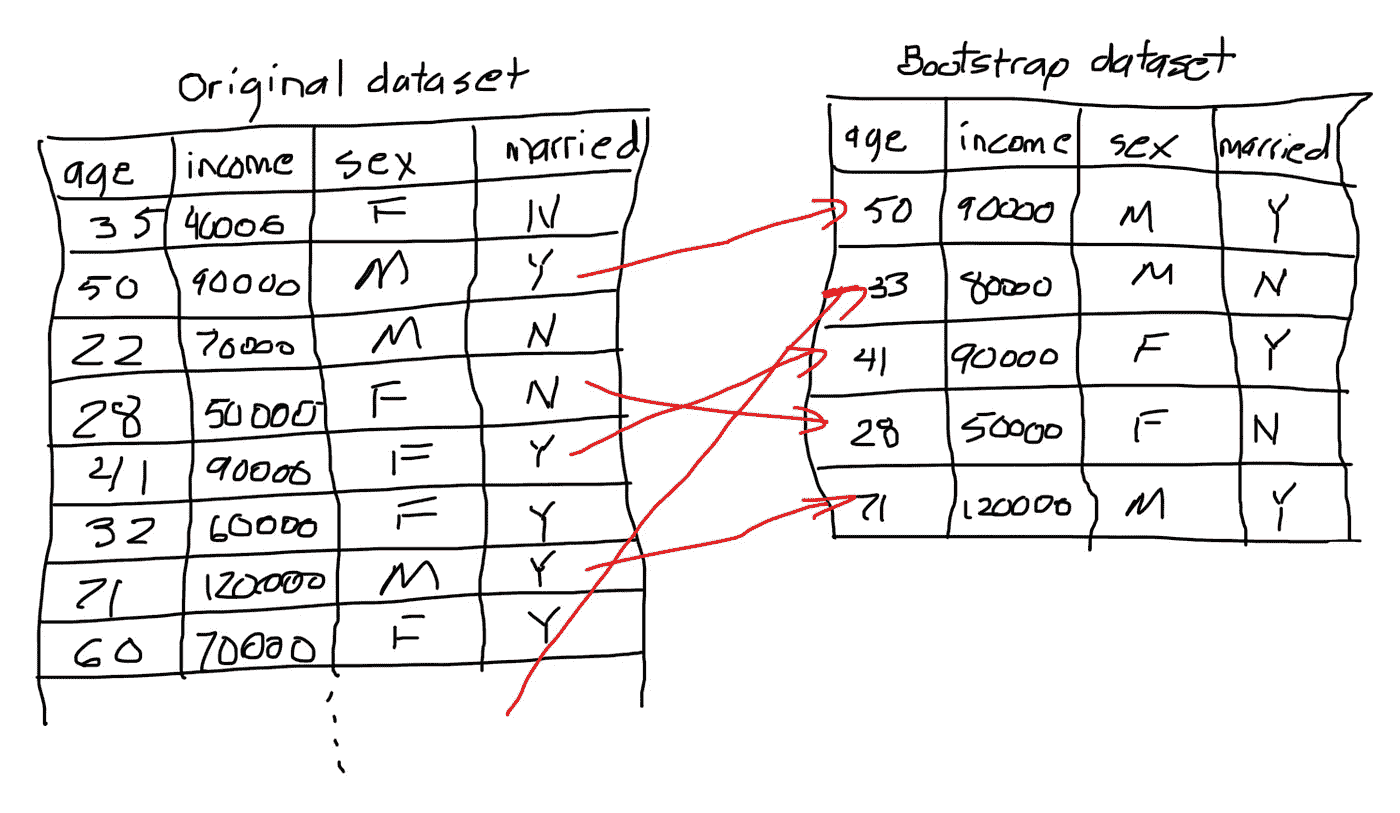 Original dataset
age income sex married
35 40000 F N
50 90000 M Y
22 70000 M N
28 50000 F N
41 90000 F Y
32 60000 F Y
71 120000 M Y
60 70000 F Y
Bootstrap dataset
age income sex married
50 90000 M Y
33 80000 M N
41 90000 F Y
28 50000 F N
71 120000 M Y